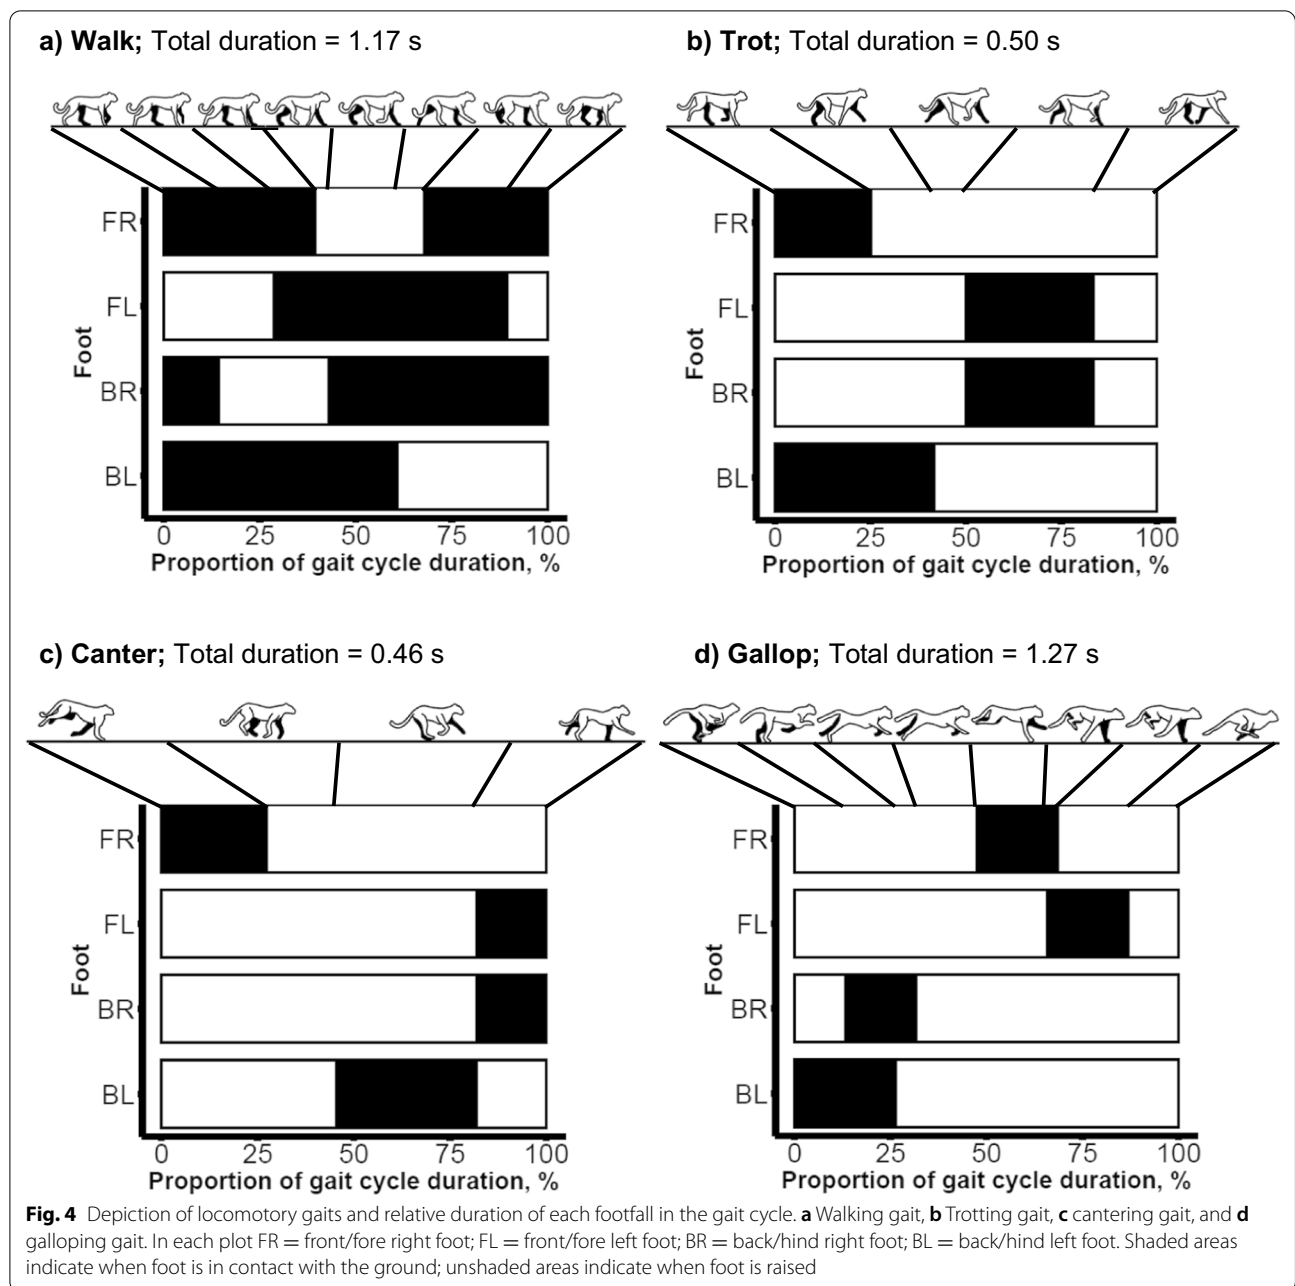 a) Walk; Total duration = 1.17 s
b) Trot; Total duration = 0.50 s
FR
FL
BR
BL
Foot
0 25 50 75 100
Proportion of gait cycle duration, %
FR
FL
BR
BL
Foot
0 25 50 75 100
Proportion of gait cycle duration, %
c) Canter; Total duration = 0.46 s
d) Gallop; Total duration = 1.27 s
FR
FL
BR
BL
Foot
0 25 50 75 100
Proportion of gait cycle duration, %
FR
FL
BR
BL
Foot
0 25 50 75 100
Proportion of gait cycle duration, %
Fig. 4 Depiction of locomotory gaits and relative duration of each footfall in the gait cycle. a Walking gait, b Trotting gait, c cantering gait, and d
galloping gait. In each plot FR = front/fore right foot; FL = front/fore left foot; BR = back/hind right foot; BL = back/hind left foot. Shaded areas
indicate when foot is in contact with the ground; unshaded areas indicate when foot is raised